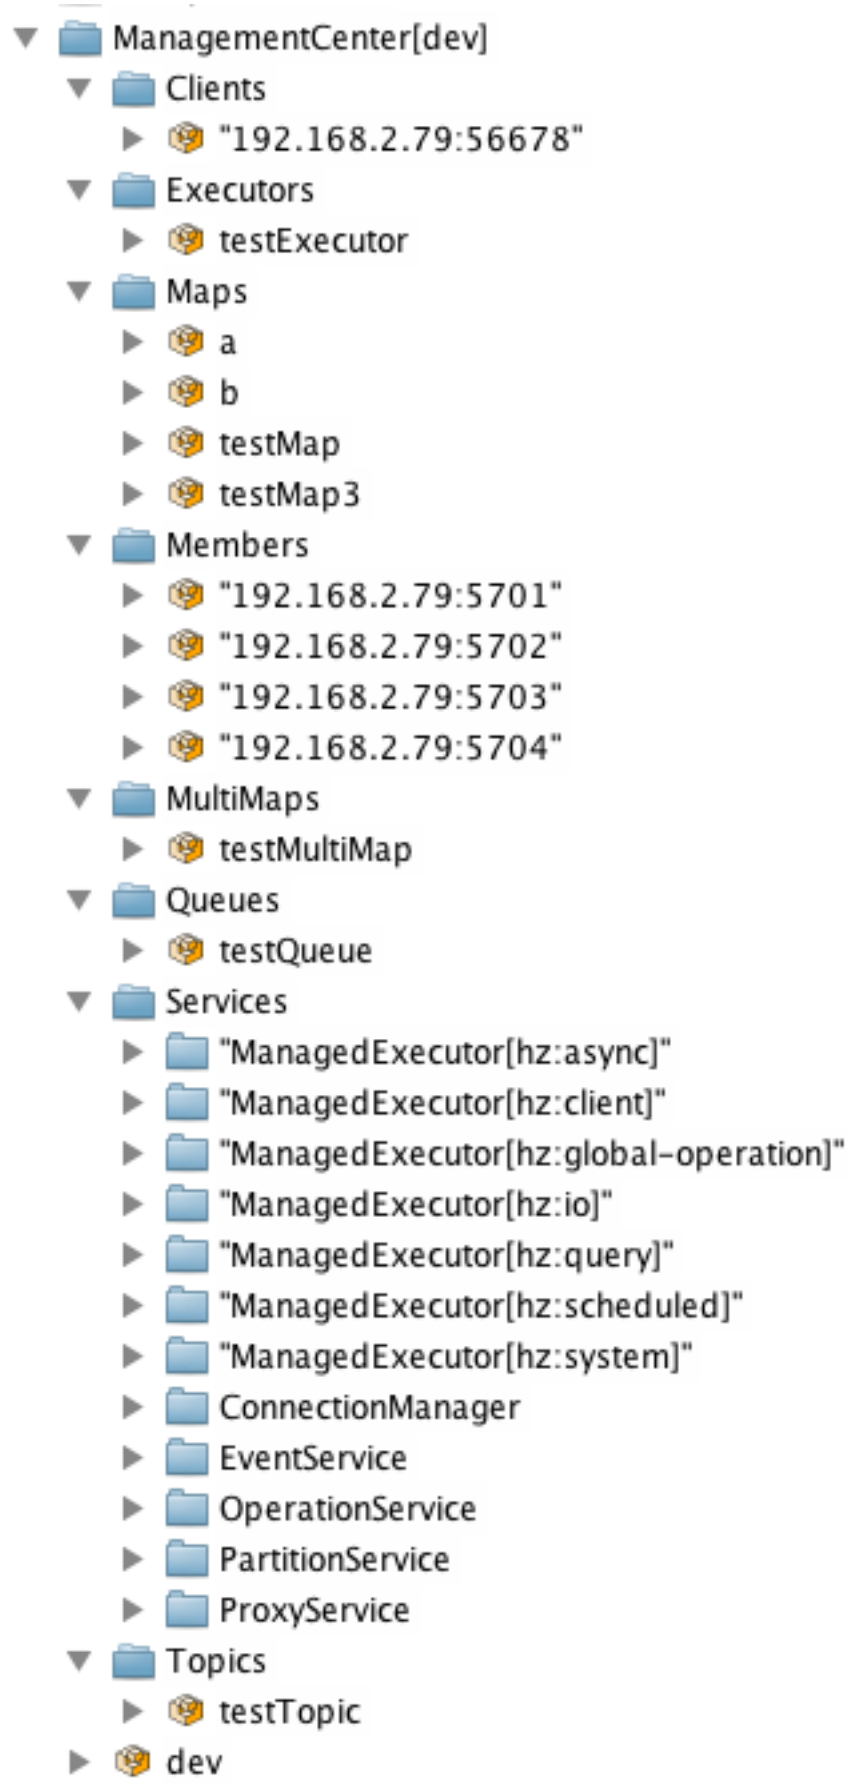 ManagementCenter[dev]
Clients
"192.168.2.79:56678"
Executors
testExecutor
Maps
a
b
testMap
testMap3
Members
"192.168.2.79:5701"
"192.168.2.79:5702"
"192.168.2.79:5703"
"192.168.2.79:5704"
MultiMaps
testMultiMap
Queues
testQueue
Services
"ManagedExecutor[hz:async]"
"ManagedExecutor[hz:client]"
"ManagedExecutor[hz:global-operation]"
"ManagedExecutor[hz:io]"
"ManagedExecutor[hz:query]"
"ManagedExecutor[hz:scheduled]"
"ManagedExecutor[hz:system]"
ConnectionManager
EventService
OperationService
PartitionService
ProxyService
Topics
testTopic
dev